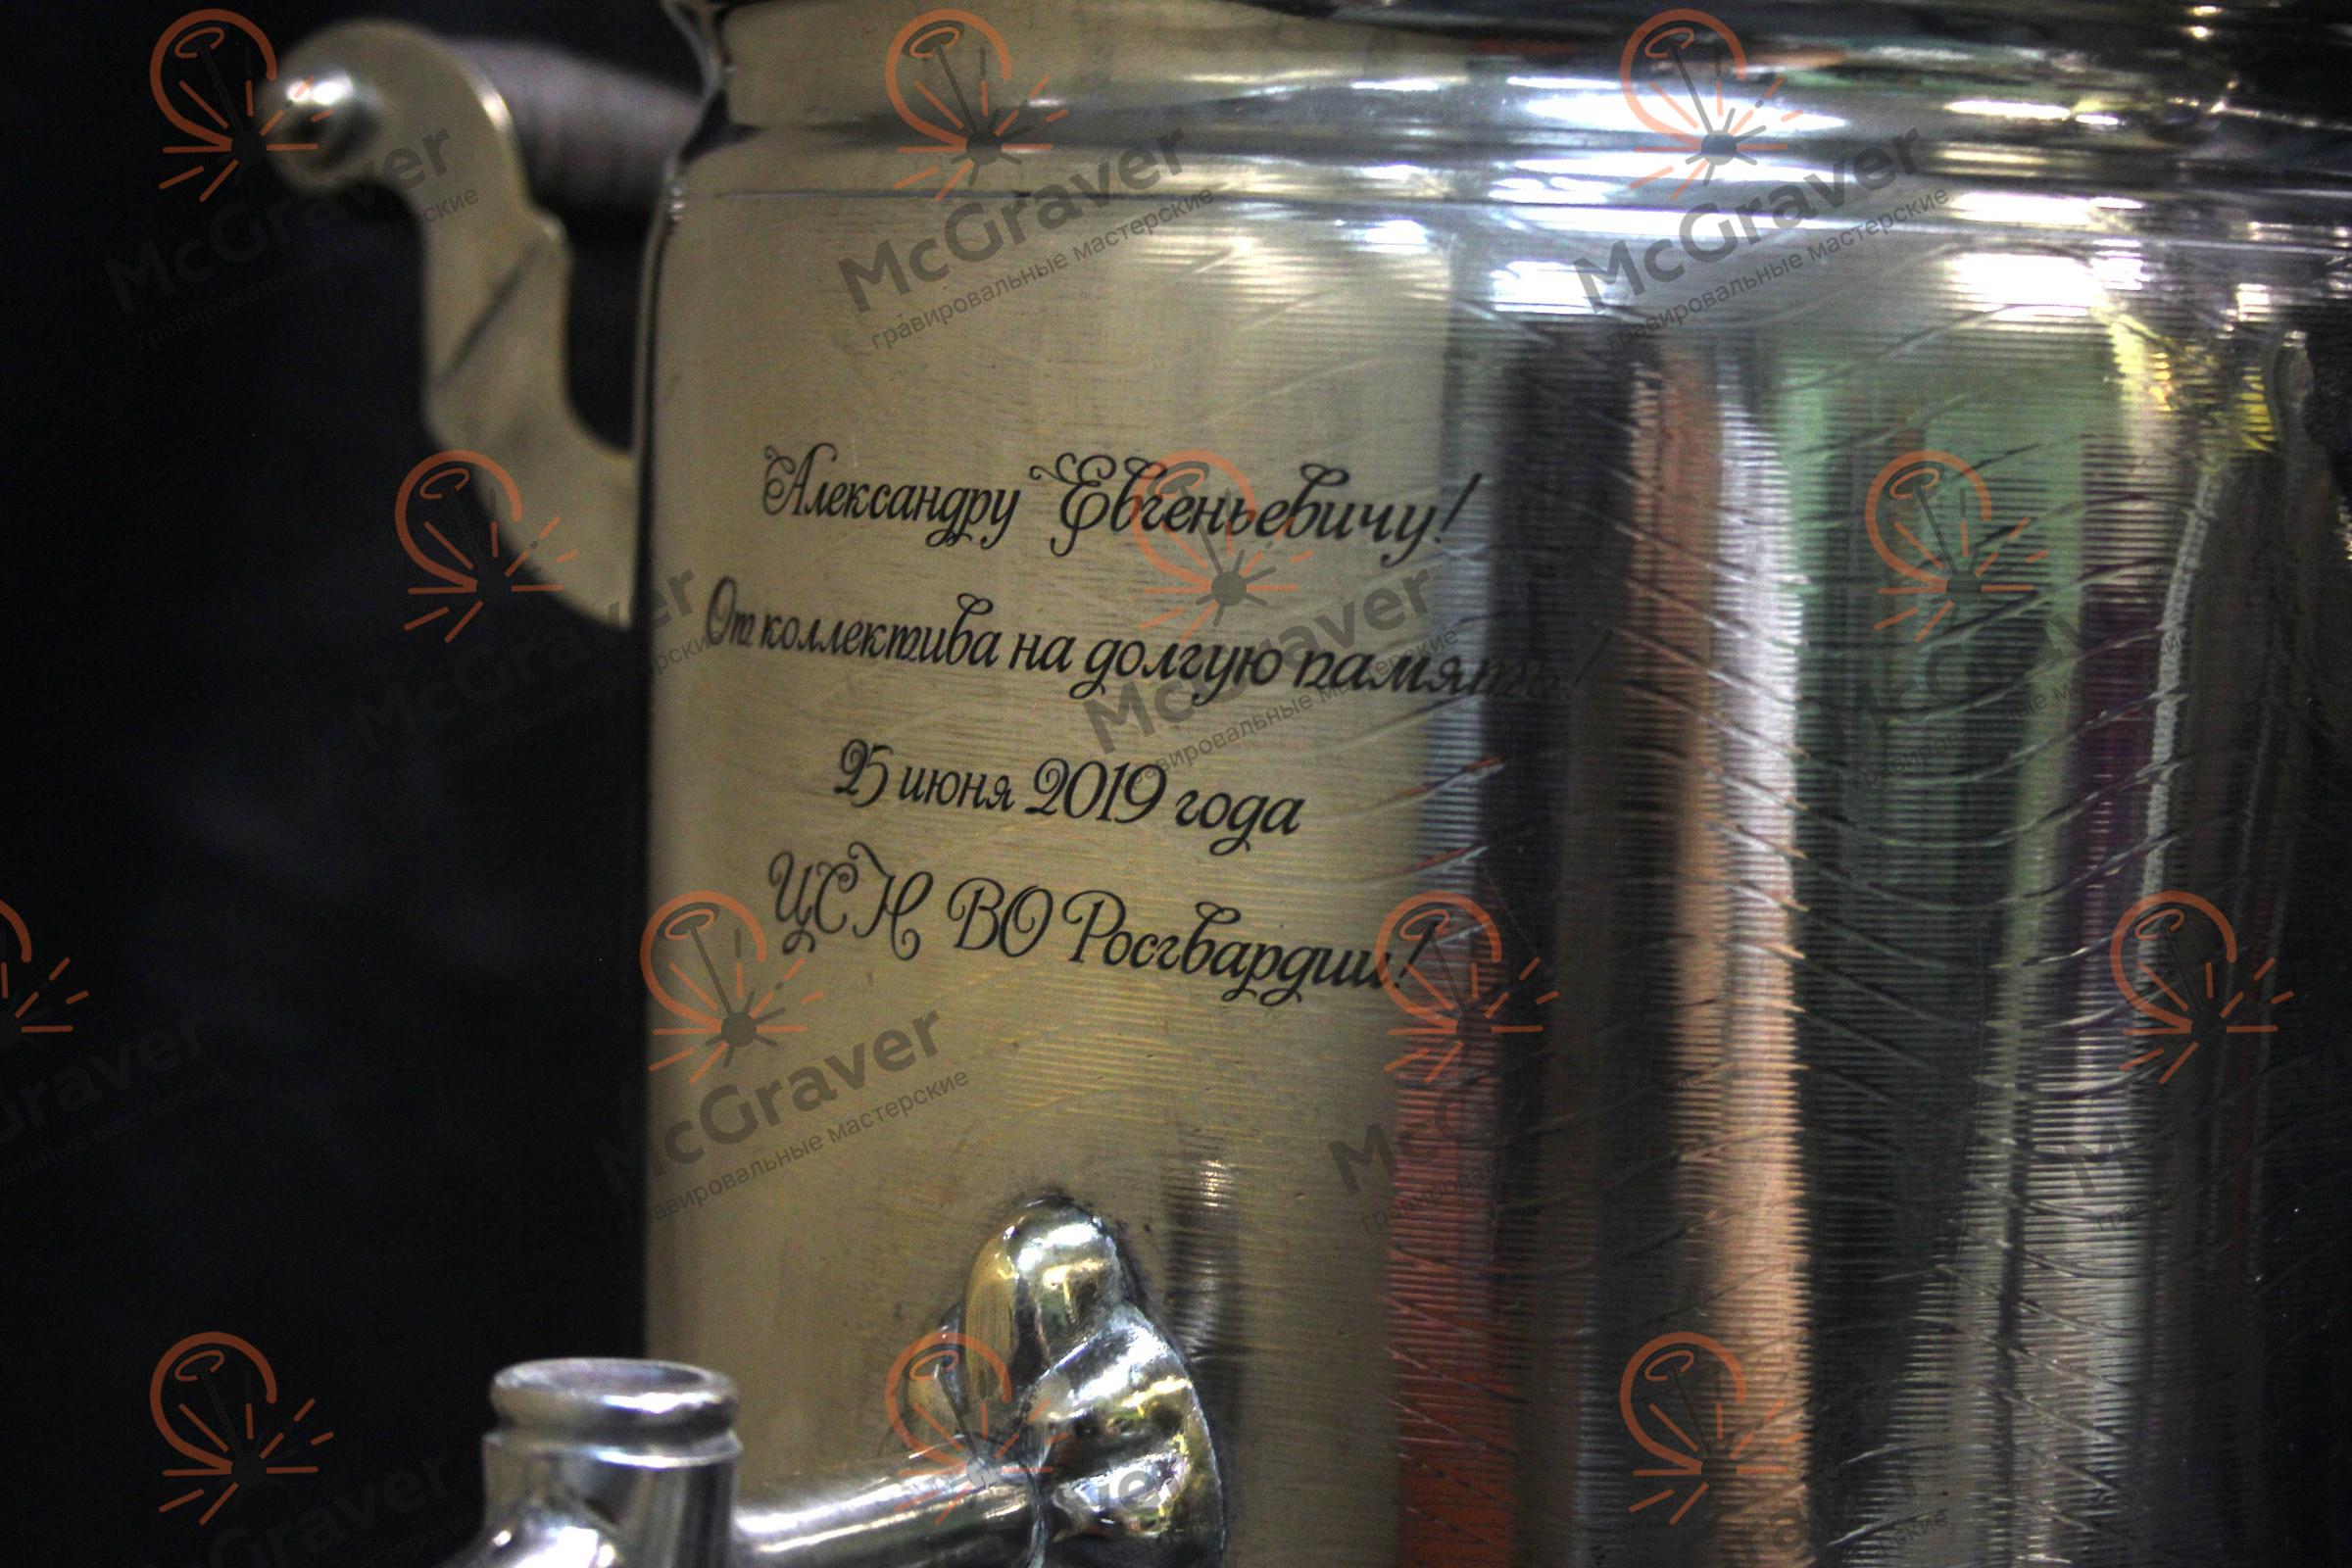 Александру Евгеньевичу!
От коллектива на долгую память!
25 июня 2019 года
ЦСН ВО Росгвардии!
McGraver
гравировальные мастерские